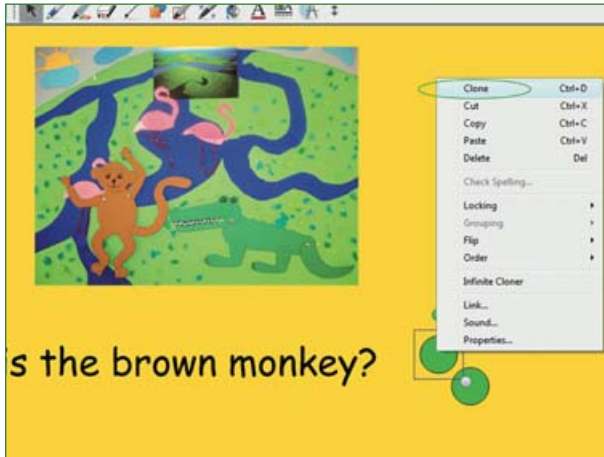 Clone Ctrl+D
Cut Ctrl+X
Copy Ctrl+C
Paste Ctrl+V
Delete Del
Check Spelling...
Locking
Grouping
Flip
Order
Infinite Cloner
Link...
Sound...
Properties...
s the brown monkey?